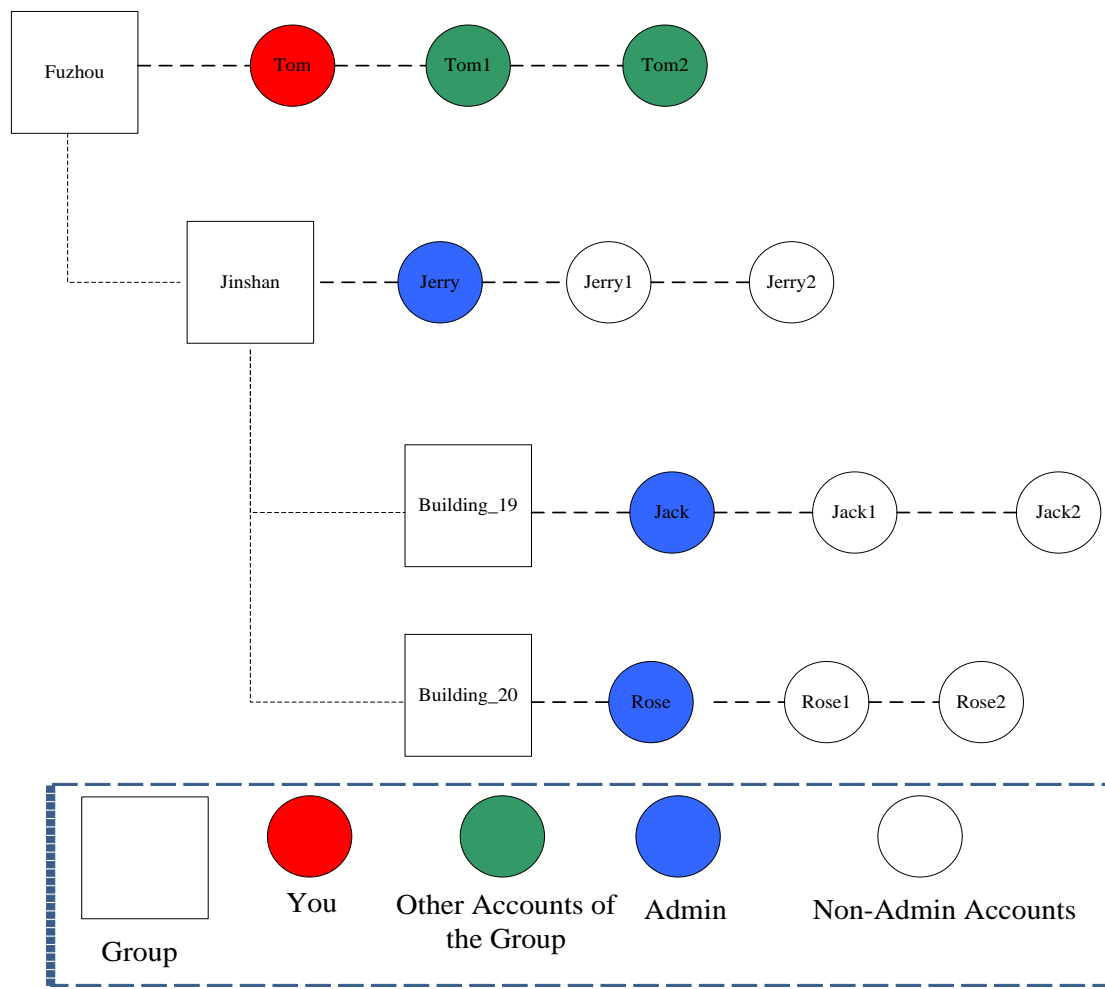 Fuzhou
Tom
Tom1
Tom2
Jinshan
Jerry
Jerry1
Jerry2
Building_19
Jack
Jack1
Jack2
Building_20
Rose
Rose1
Rose2
Group
You
Other Accounts of
the Group
Admin
Non-Admin Accounts